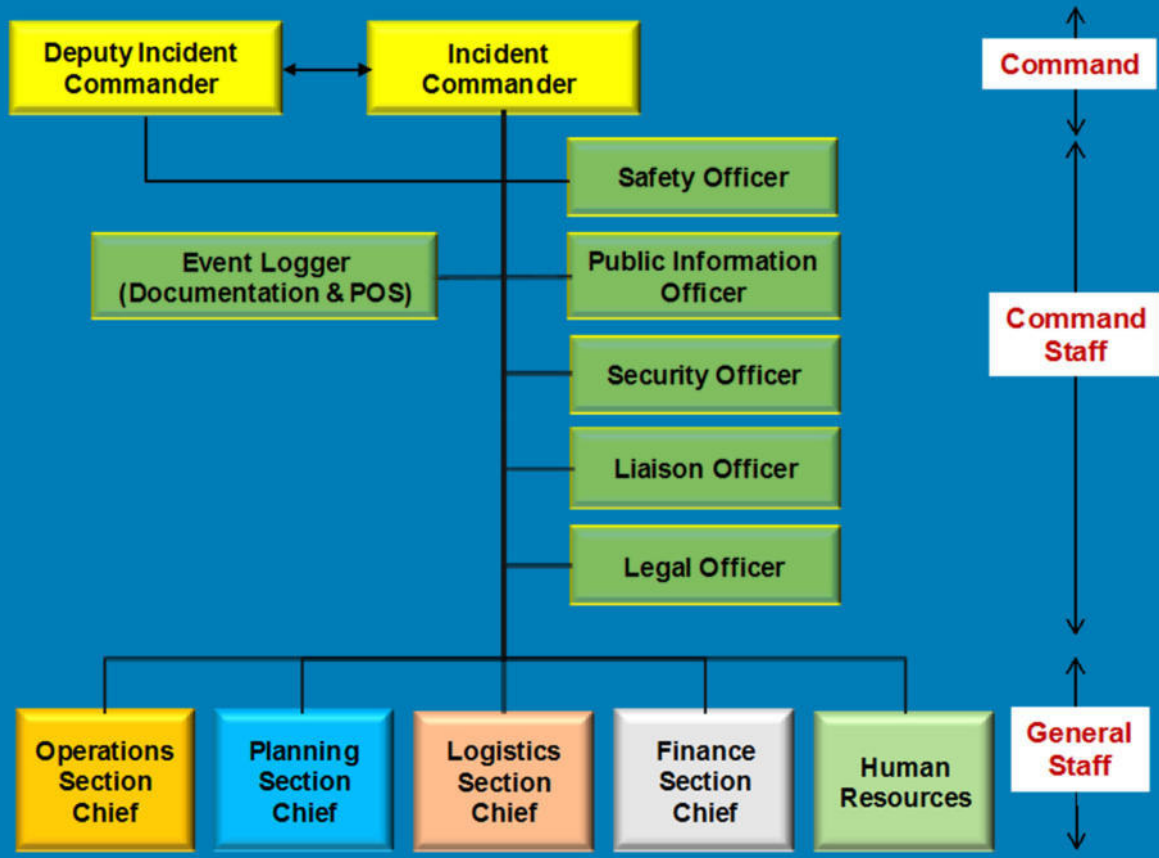 Deputy Incident
Commander
Incident
Commander
Command
Safety Officer
Event Logger
(Documentation & POS)
Public Information
Officer
Command
Staff
Security Officer
Liaison Officer
Legal Officer
Operations
Section
Chief
Planning
Section
Chief
Logistics
Section
Chief
Finance
Section
Chief
Human
Resources
General
Staff